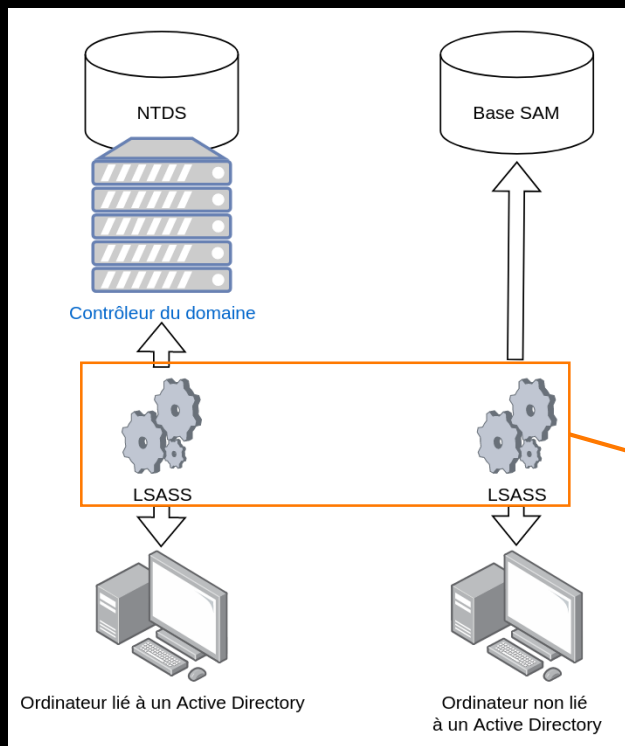 NTDS
Base SAM
Contrôleur du domaine
LSASS
LSASS
Ordinateur lié à un Active Directory
Ordinateur non lié
à un Active Directory